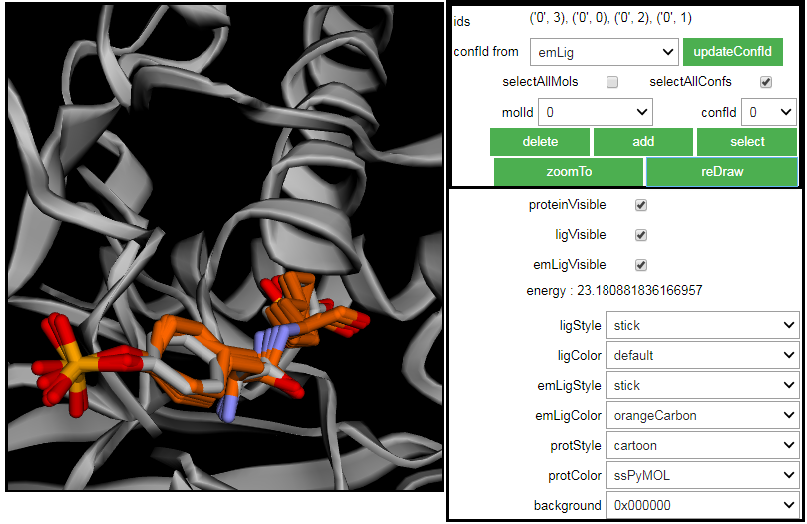 ids ('0', 3), ('0', 0), ('0', 2), ('0', 1)
confId from emLig updateConfId
selectAllMols selectAllConfs
molId 0 confId 0
delete add select
zoomTo reDraw
proteinVisible
ligVisible
emLigVisible
energy : 23.180881836166957
ligStyle stick
ligColor default
emLigStyle stick
emLigColor orangeCarbon
protStyle cartoon
protColor ssPyMOL
background 0x000000